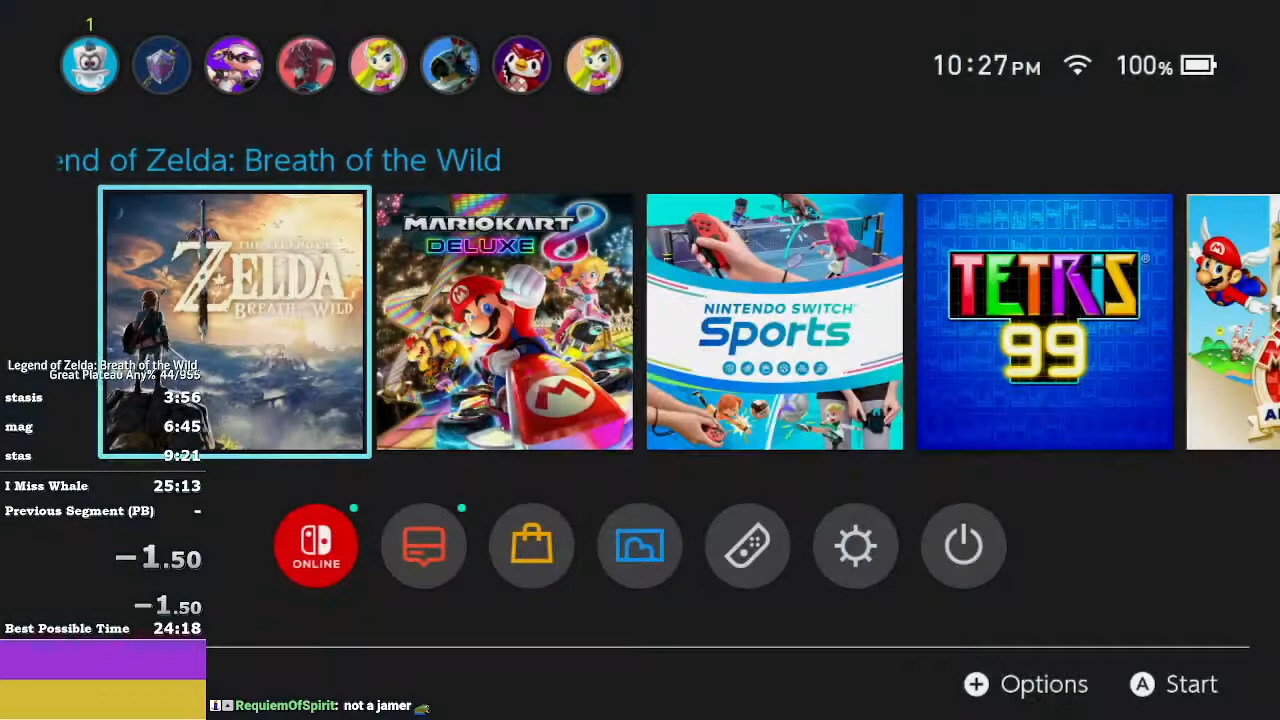 1
10:27PM
100%
end of Zelda: Breath of the Wild
THE LEGEND OF
ZELDA
BREATH OF THE WILD
MARIOKART 8
DELUXE
NINTENDO SWITCH
Sports
TETRIS®
99
Legend of Zelda: Breath of the Wild
Great Plateau Any% 44/955
stasis 3:56
mag 6:45
stas 9:21
I Miss Whale 25:13
Previous Segment (PB) -
−1.50
−1.50
Best Possible Time 24:18
ONLINE
Options
A Start
RequiemOfSpirit: not a jamer